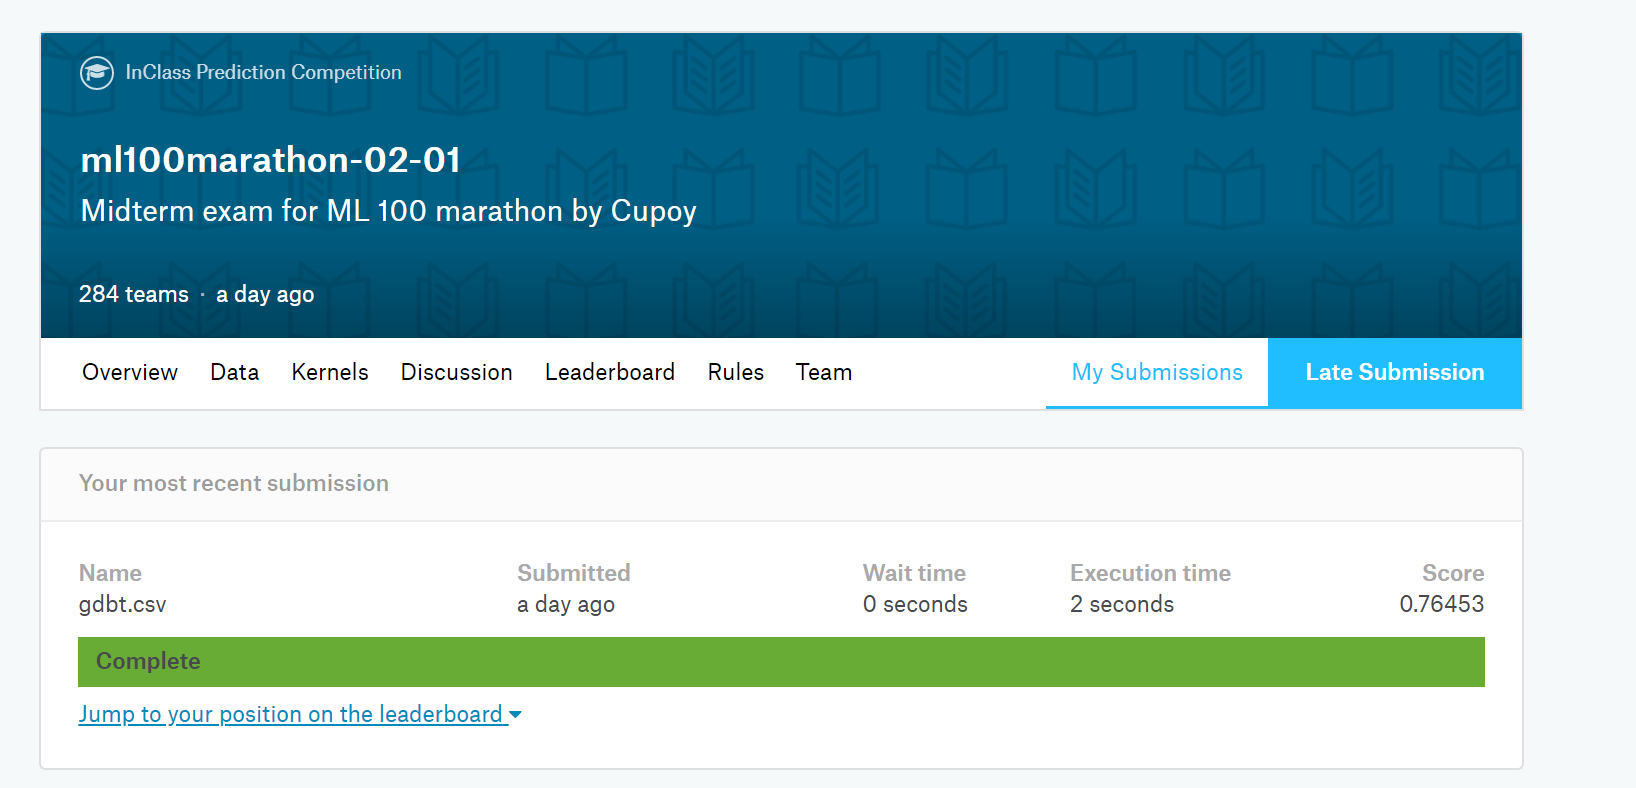 InClass Prediction Competition
ml100marathon-02-01
Midterm exam for ML 100 marathon by Cupoy
284 teams · a day ago
Overview Data Kernels Discussion Leaderboard Rules Team My Submissions Late Submission
Your most recent submission
Name Submitted Wait time Execution time Score
gdbt.csv a day ago 0 seconds 2 seconds 0.76453
Complete
Jump to your position on the leaderboard